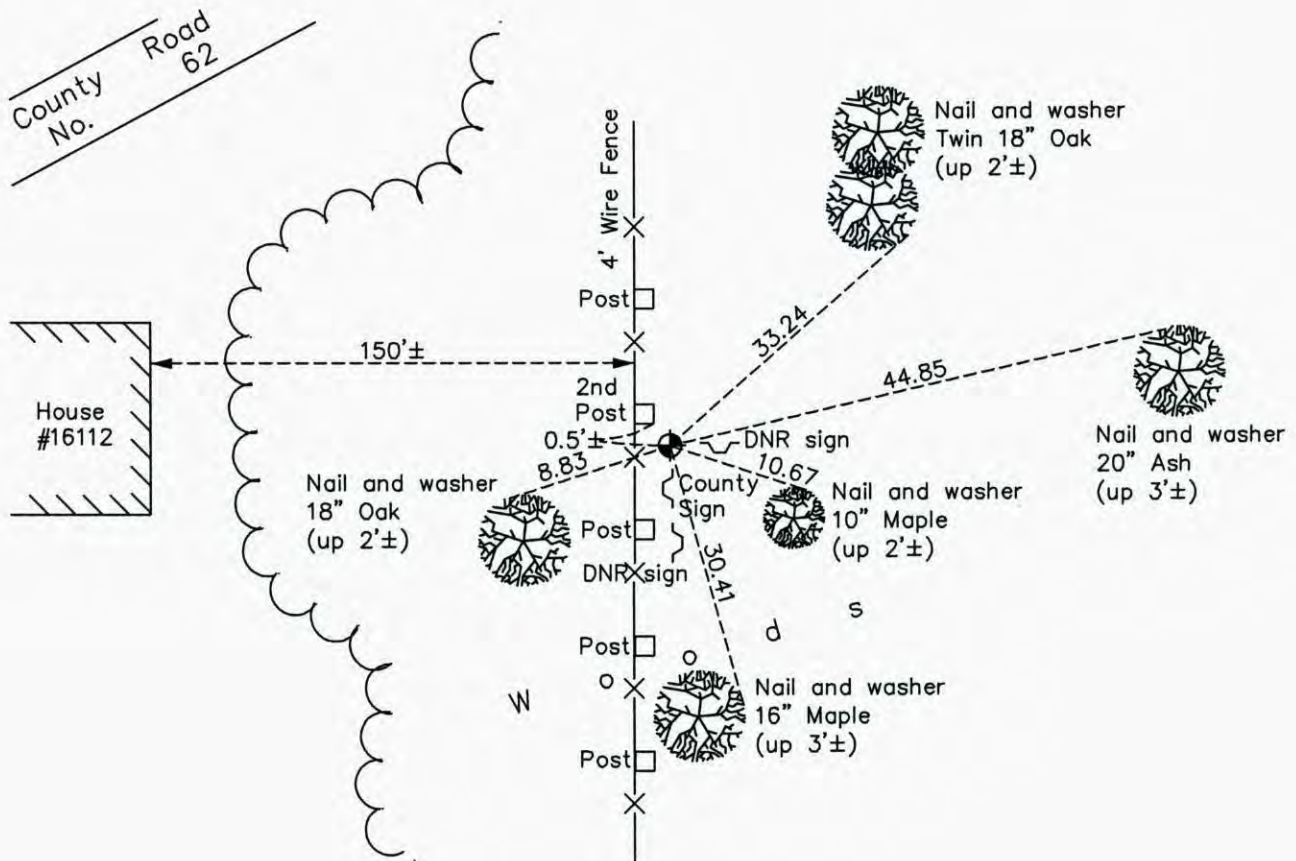 County Road
No. 62
4' Wire Fence
Nail and washer
Twin 18" Oak
(up 2'±)
Post
33.24
150'±
44.85
House
#16112
2nd
Post
0.5'±
DNR sign
8.83
10.67
County
Sign
Nail and washer
18" Oak
(up 2'±)
Nail and washer
10" Maple
(up 2'±)
Nail and washer
20" Ash
(up 3'±)
Post
30.41
DNR sign
Post
W o o d s
Nail and washer
16" Maple
(up 3'±)
Post